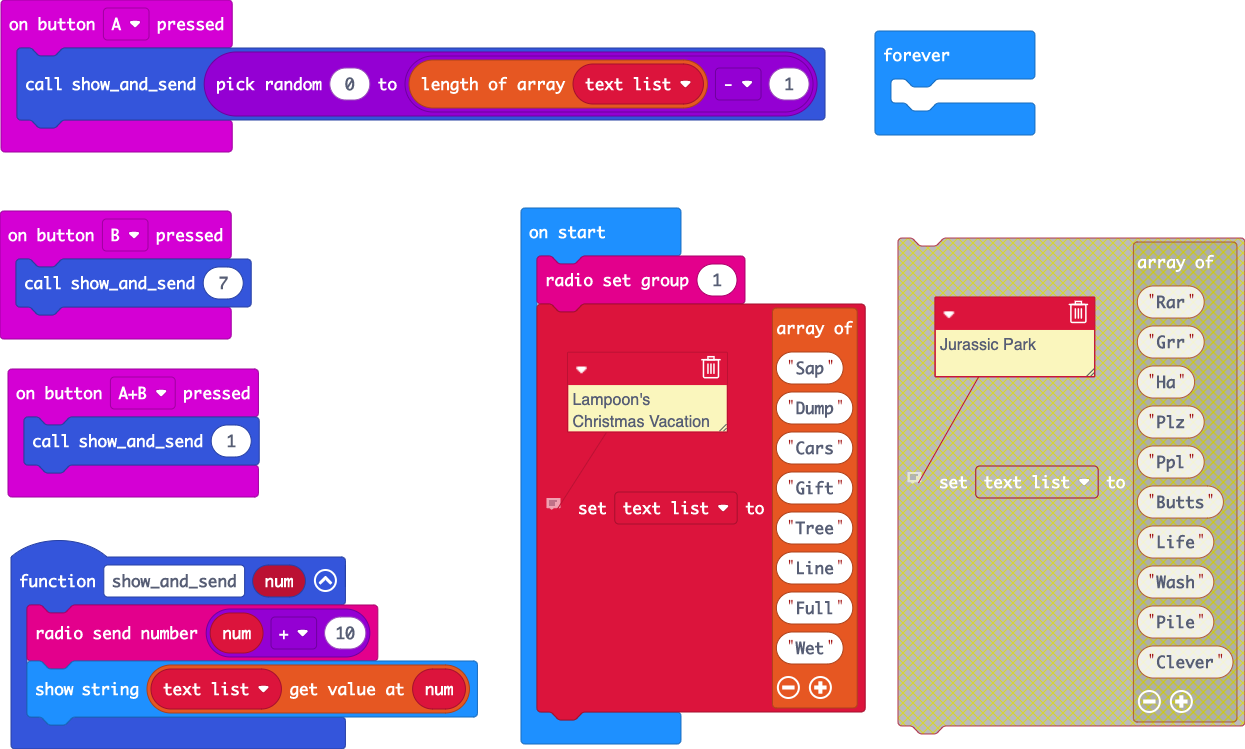 on button A pressed
call show_and_send pick random 0 to length of array text list - 1
forever
on button B pressed
call show_and_send 7
on button A+B pressed
call show_and_send 1
function show_and_send num
radio send number num + 10
show string text list get value at num
on start
radio set group 1
Lampoon's
Christmas Vacation
set text list to
array of
"Sap"
"Dump"
"Cars"
"Gift"
"Tree"
"Line"
"Full"
"Wet"
Jurassic Park
set text list to
array of
"Rar"
"Grr"
"Ha"
"Plz"
"Ppl"
"Butts"
"Life"
"Wash"
"Pile"
"Clever"